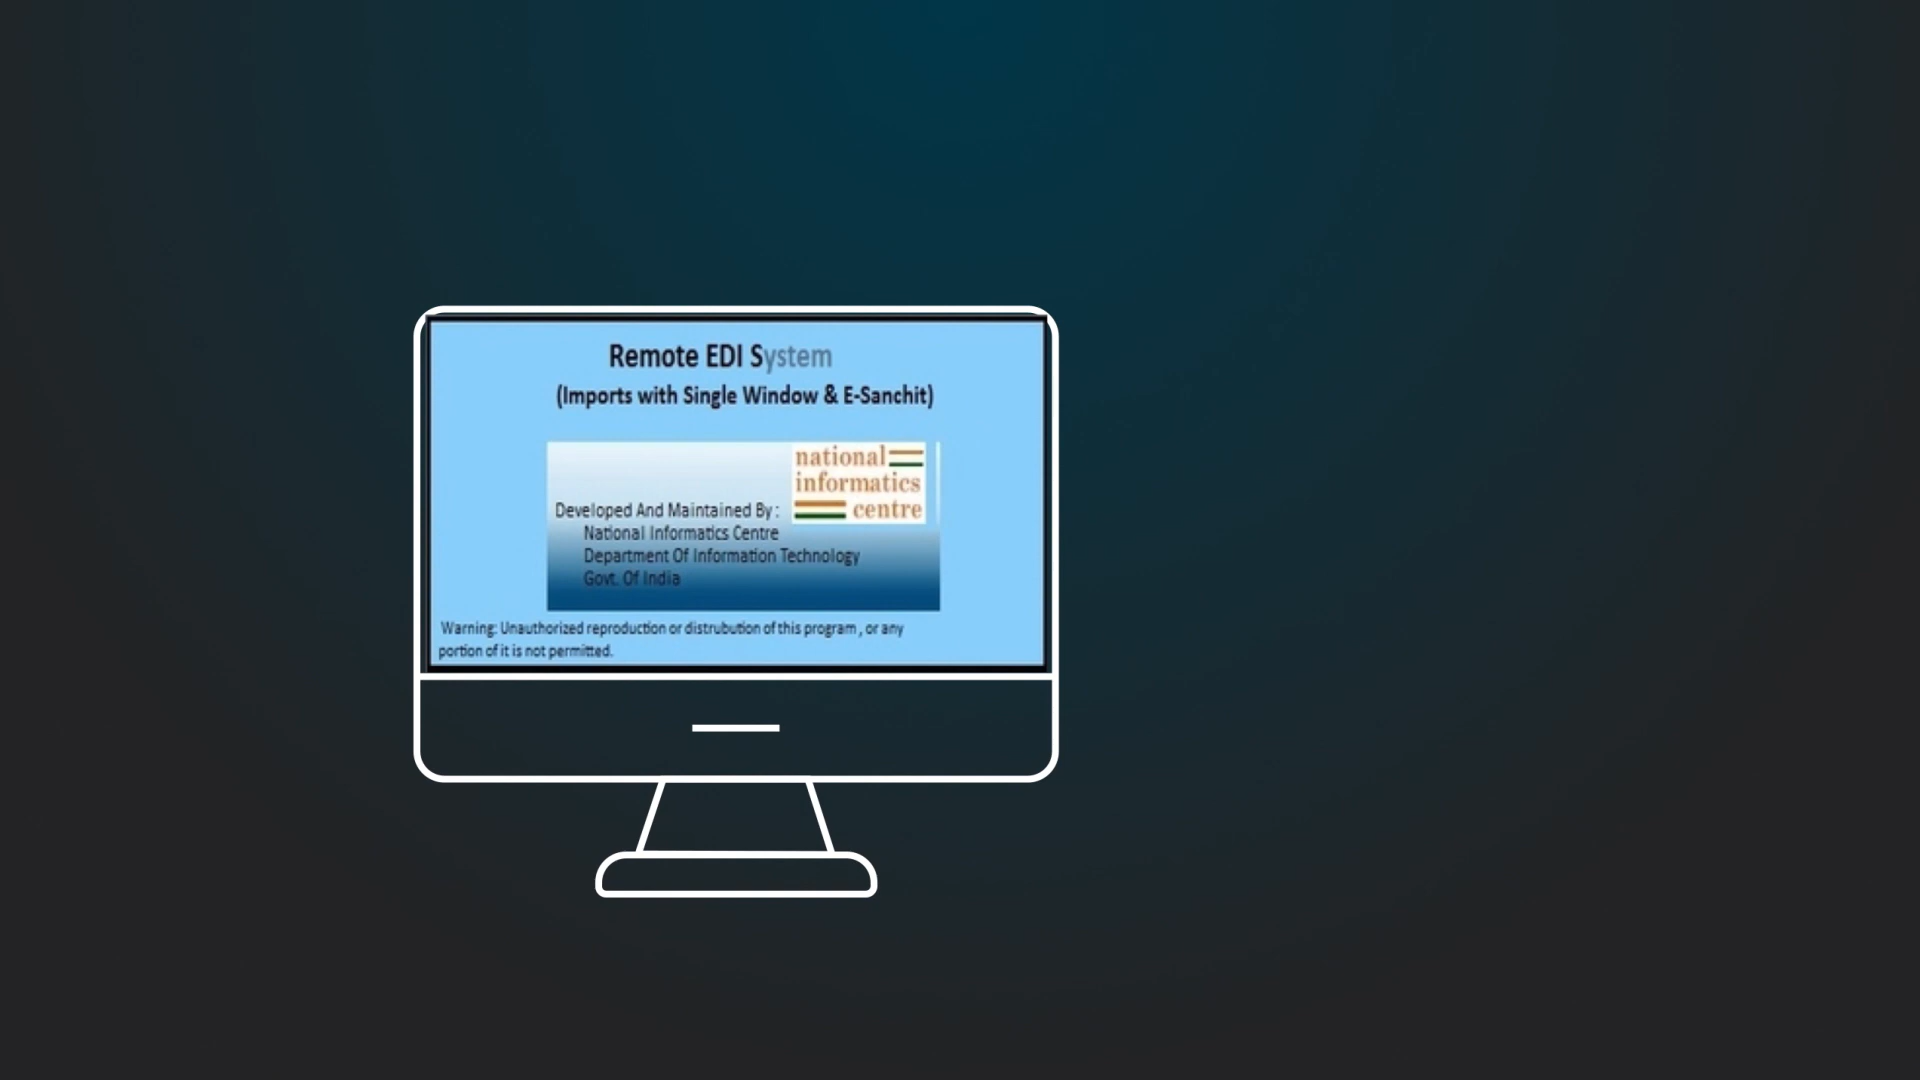 Remote EDI System
(Imports with Single Window & E-Sanchit)
national
informatics
centre
Developed And Maintained By :
National Informatics Centre
Department Of Information Technology
Govt. Of India
Warning: Unauthorized reproduction or distrubution of this program , or any
portion of it is not permitted.